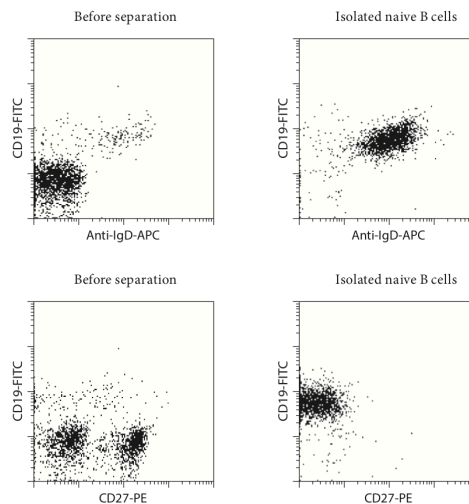 Before separation
Isolated naive B cells
CD19-FITC
CD19-FITC
Anti-IgD-APC
Anti-IgD-APC
Before separation
Isolated naive B cells
CD19-FITC
CD19-FITC
CD27-PE
CD27-PE